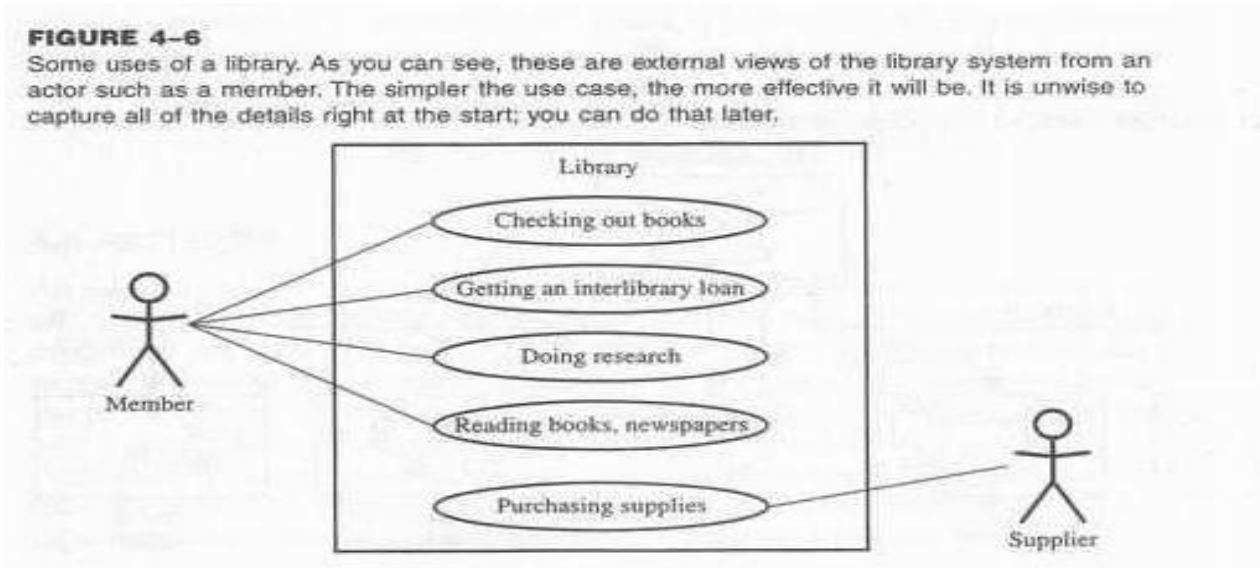 FIGURE 4–6
Some uses of a library. As you can see, these are external views of the library system from an
actor such as a member. The simpler the use case, the more effective it will be. It is unwise to
capture all of the details right at the start; you can do that later.
Library
Checking out books
Getting an interlibrary loan
Doing research
Member
Reading books, newspapers
Purchasing supplies
Supplier